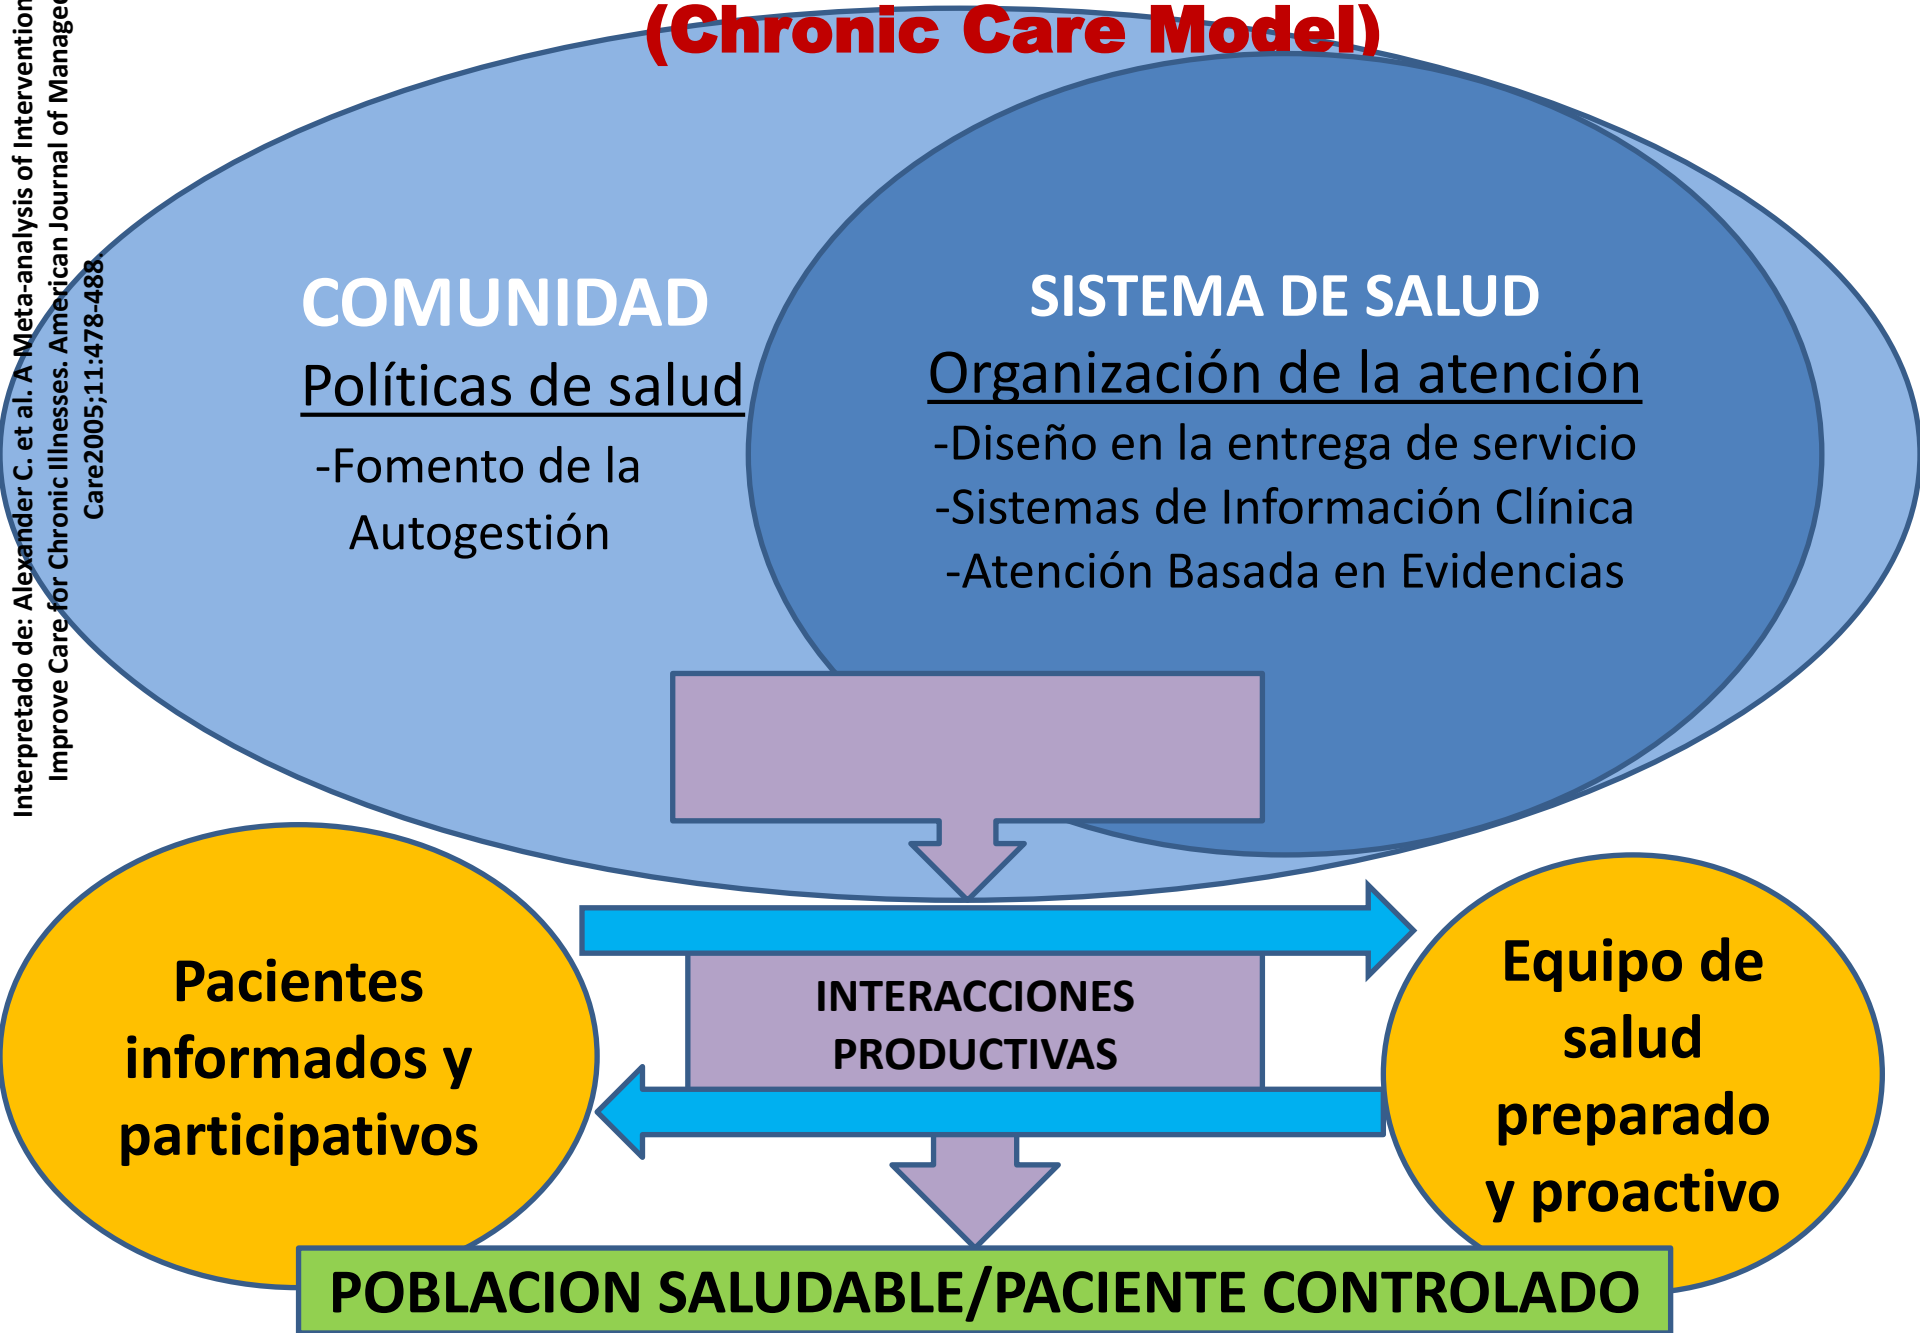 (Chronic Care Model)
Interpretado de: Alexander C. et al. A Meta-analysis of Intervention
Improve Care for Chronic Illnesses. American Journal of Managed
Care2005;11:478-488.
COMUNIDAD
Políticas de salud
-Fomento de la
Autogestión
SISTEMA DE SALUD
Organización de la atención
-Diseño en la entrega de servicio
-Sistemas de Información Clínica
-Atención Basada en Evidencias
Pacientes
informados y
participativos
INTERACCIONES
PRODUCTIVAS
Equipo de
salud
preparado
y proactivo
POBLACION SALUDABLE/PACIENTE CONTROLADO